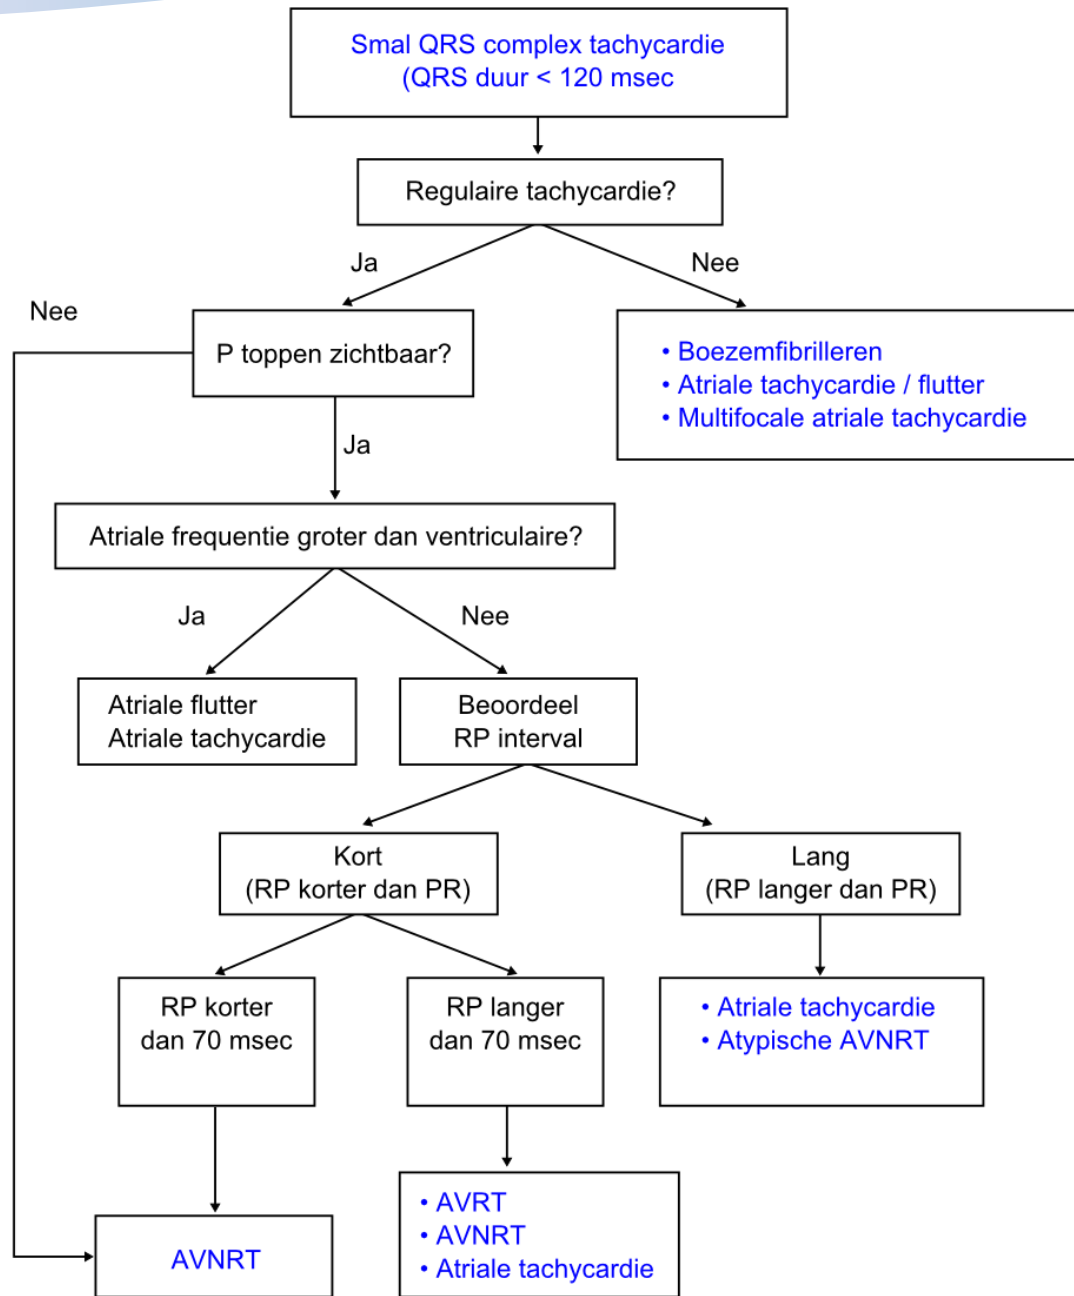 Smal QRS complex tachycardie
(QRS duur < 120 msec
Regulaire tachycardie?
Ja
Nee
Nee
P toppen zichtbaar?
• Boezemfibrilleren
• Atriale tachycardie / flutter
• Multifocale atriale tachycardie
Ja
Atriale frequentie groter dan ventriculaire?
Ja
Nee
Atriale flutter
Atriale tachycardie
Beoordeel
RP interval
Kort
(RP korter dan PR)
Lang
(RP langer dan PR)
RP korter
dan 70 msec
RP langer
dan 70 msec
• Atriale tachycardie
• Atypische AVNRT
AVNRT
• AVRT
• AVNRT
• Atriale tachycardie